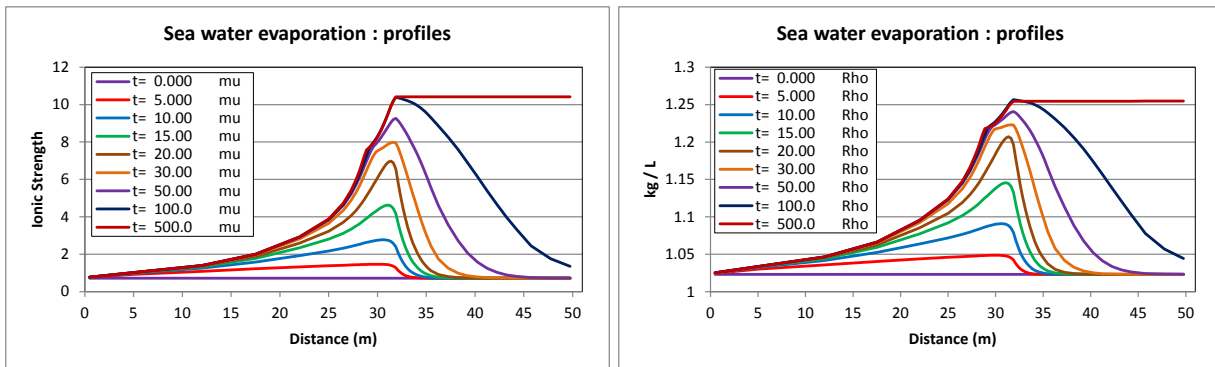 Sea water evaporation : profiles
12
10
8
6
4
2
0
Ionic Strength
t= 0.000 mu
t= 5.000 mu
t= 10.00 mu
t= 15.00 mu
t= 20.00 mu
t= 30.00 mu
t= 50.00 mu
t= 100.0 mu
t= 500.0 mu
0 5 10 15 20 25 30 35 40 45 50
Distance (m)
Sea water evaporation : profiles
1.3
1.25
1.2
1.15
1.1
1.05
1
kg / L
t= 0.000 Rho
t= 5.000 Rho
t= 10.00 Rho
t= 15.00 Rho
t= 20.00 Rho
t= 30.00 Rho
t= 50.00 Rho
t= 100.0 Rho
t= 500.0 Rho
0 5 10 15 20 25 30 35 40 45 50
Distance (m)